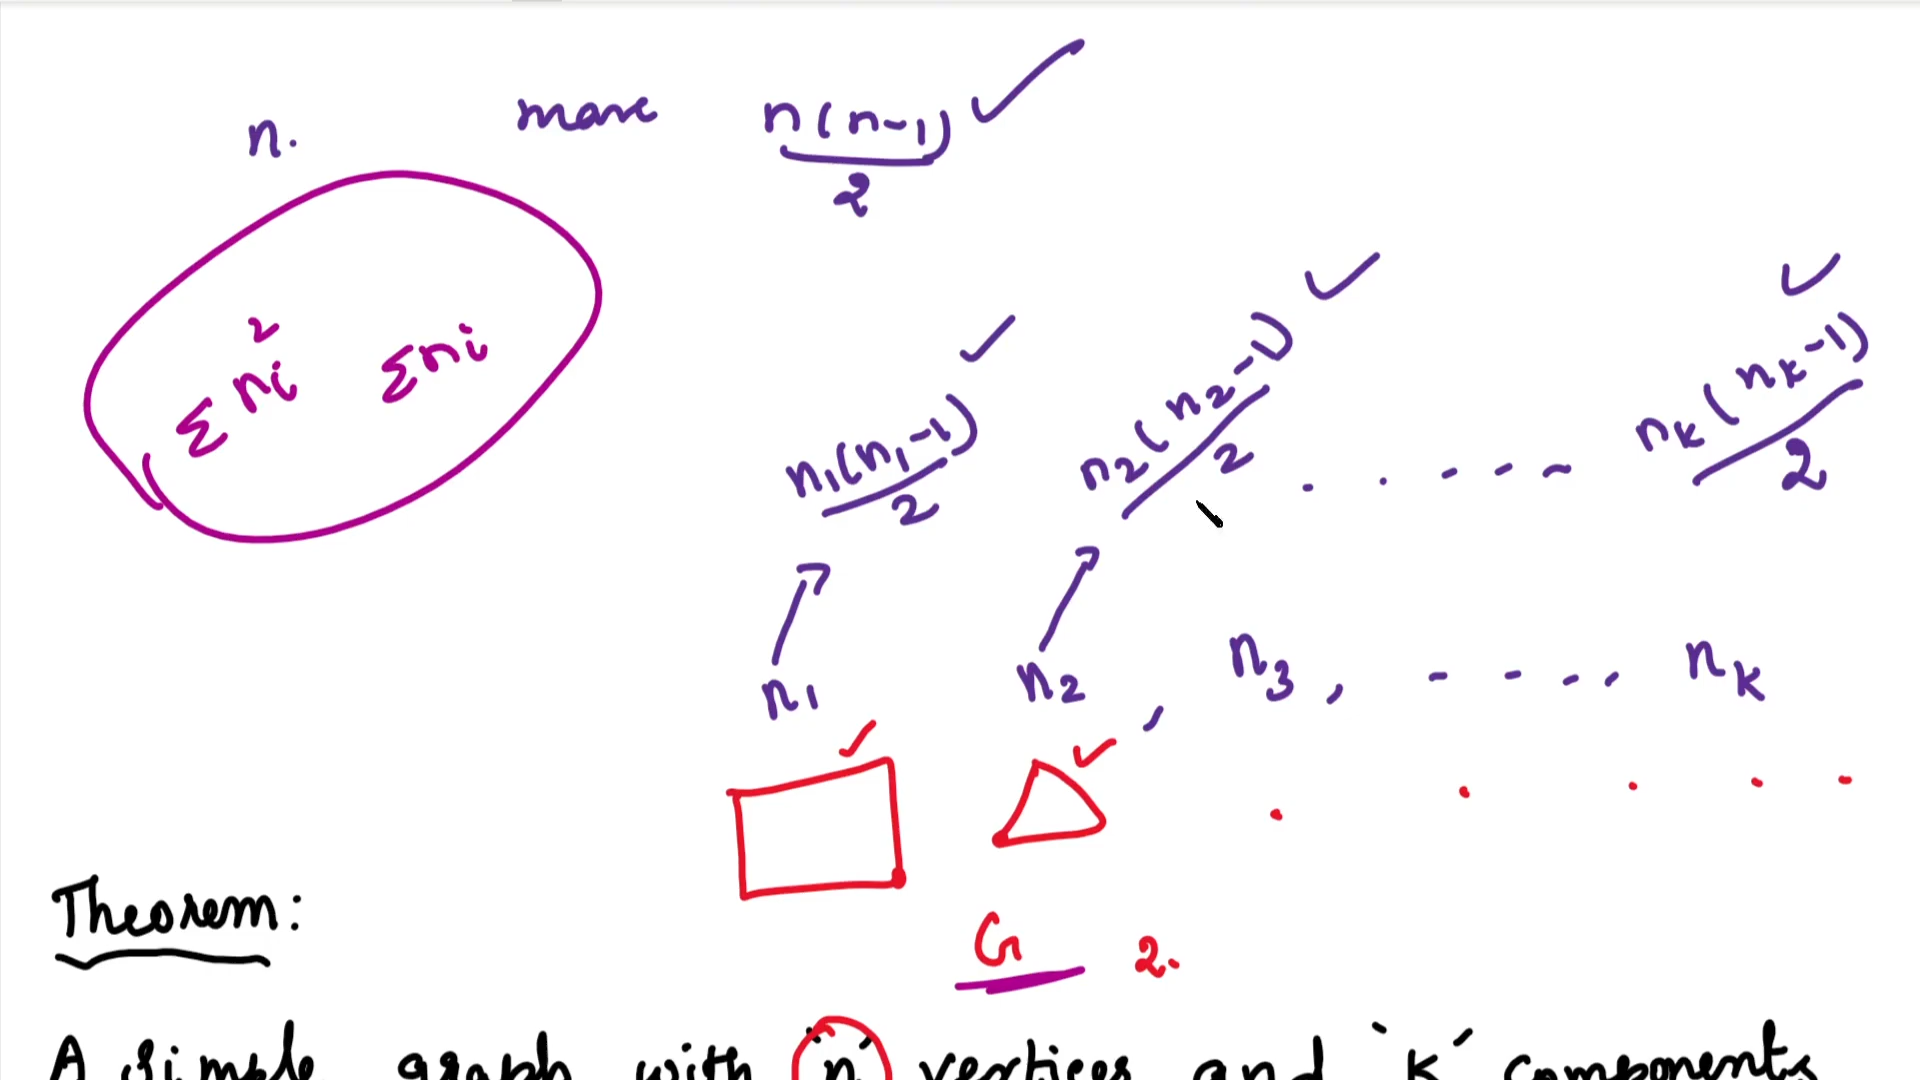 n. max n(n-1)/2
Σni² Σni
n1(n1-1)/2 n2(n2-1)/2 . . - - ~ nk(nk-1)/2
n1 n2 , n3 , - - . . , nk
Theorem:
G 2.
A simple graph with "n" vertices and 'K' components